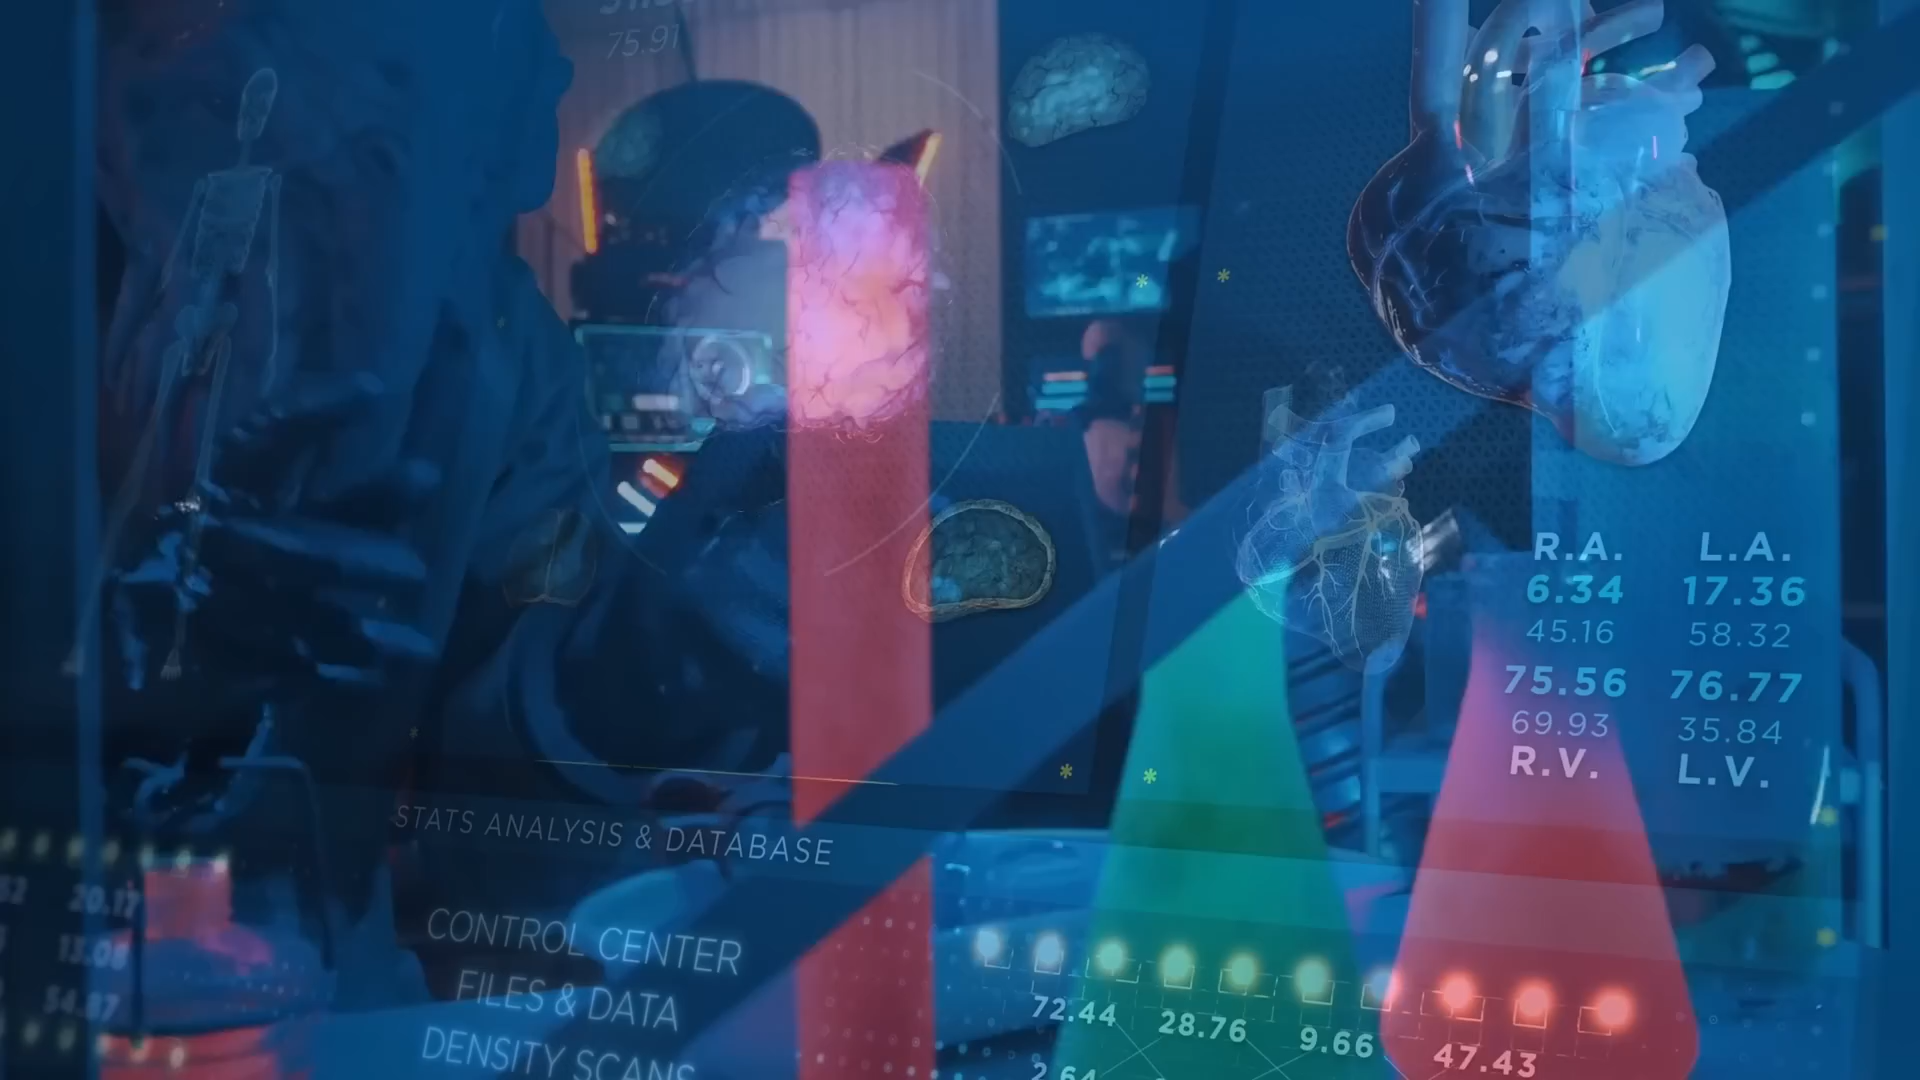 75.91
R.A. L.A.
6.34 17.36
45.16 58.32
75.56 76.77
69.93 35.84
R.V. L.V.
STATS ANALYSIS & DATABASE
CONTROL CENTER
FILES & DATA
DENSITY SCANS
20.17
13.08
54.87
72.44 28.76 9.66 47.43
2.64